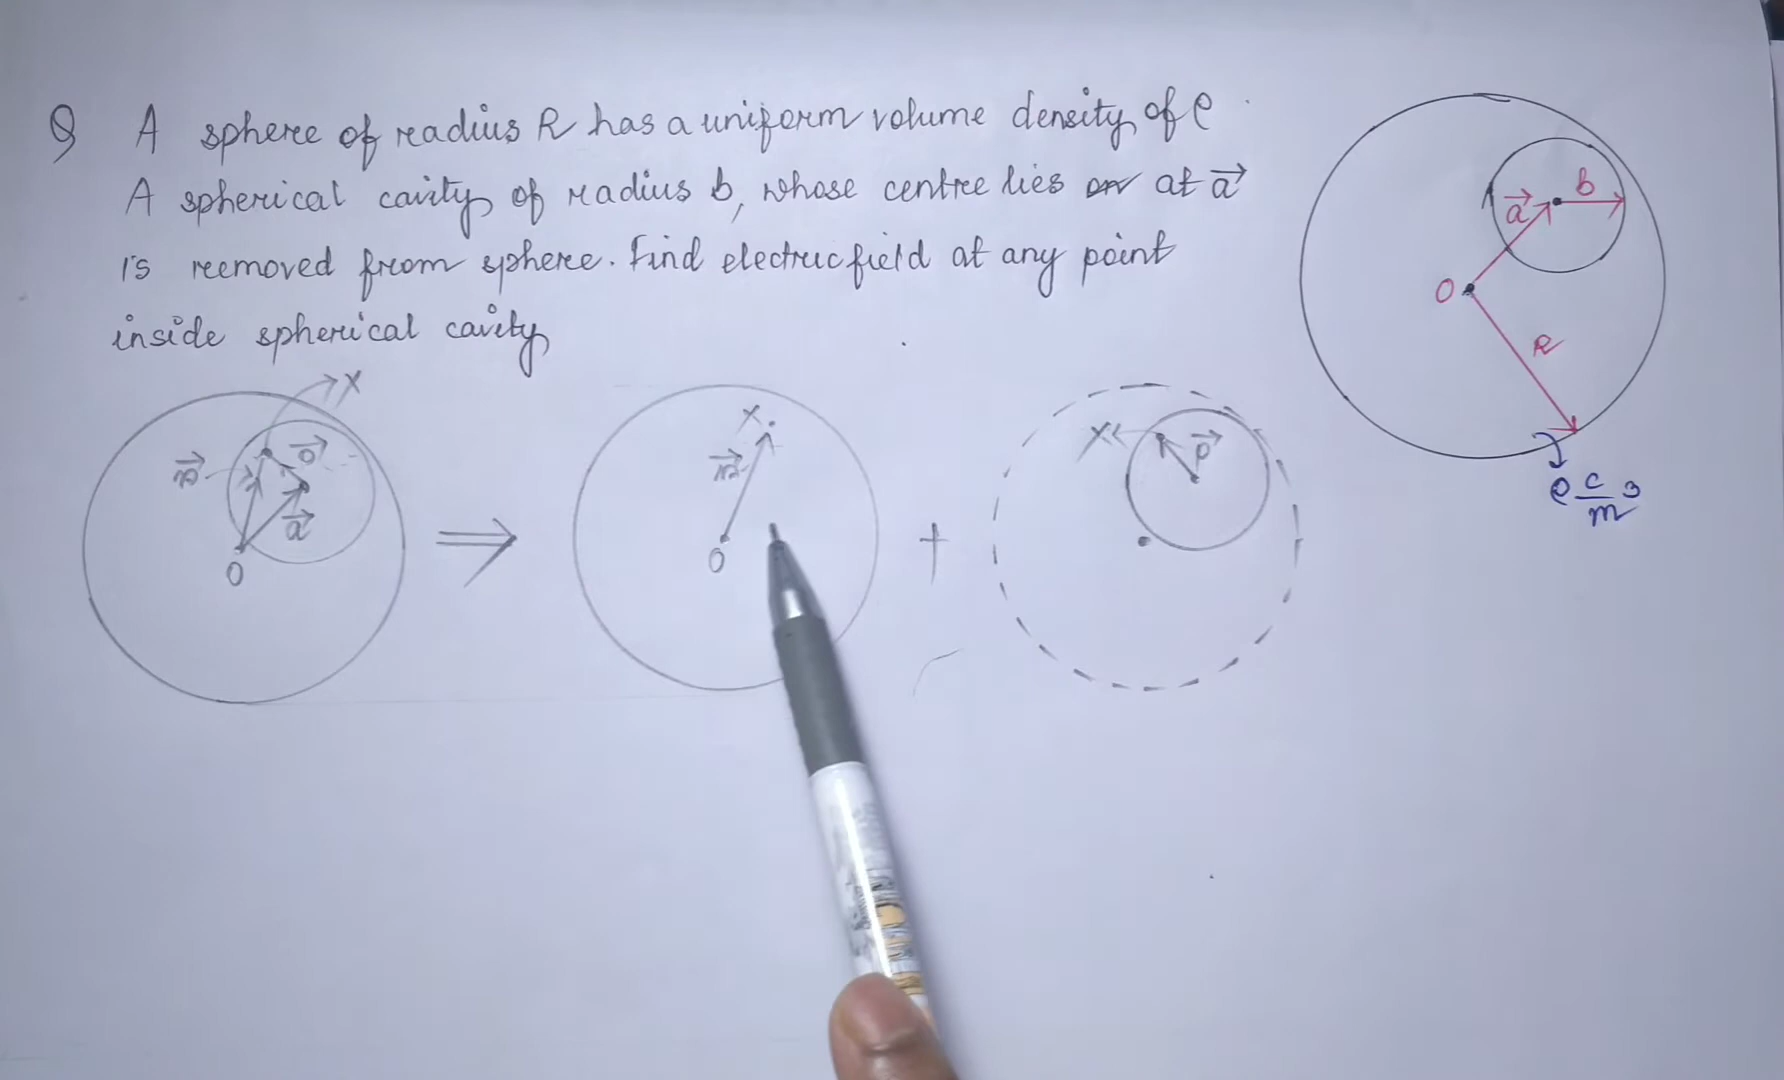 Q A sphere of radius R has a uniform volume density of ρ
A spherical cavity of radius b, whose centre lies at a⃗
is removed from sphere. Find electric field at any point
inside spherical cavity
a⃗ b
O
R
ρ C/m³
X
r⃗ ρ⃗
a⃗
O
⇒
X
r⃗
O
+
X ρ⃗